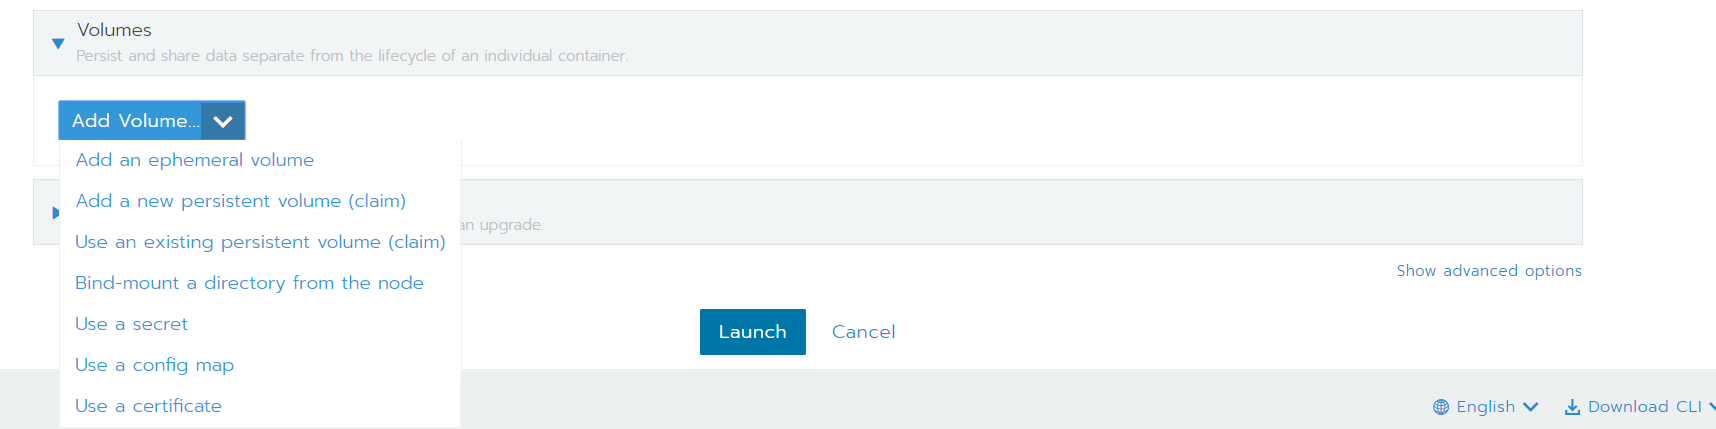 Volumes
Persist and share data separate from the lifecycle of an individual container.
Add Volume...
Add an ephemeral volume
Add a new persistent volume (claim)
an upgrade.
Use an existing persistent volume (claim)
Show advanced options
Bind-mount a directory from the node
Use a secret
Launch Cancel
Use a config map
Use a certificate
English Download CLI